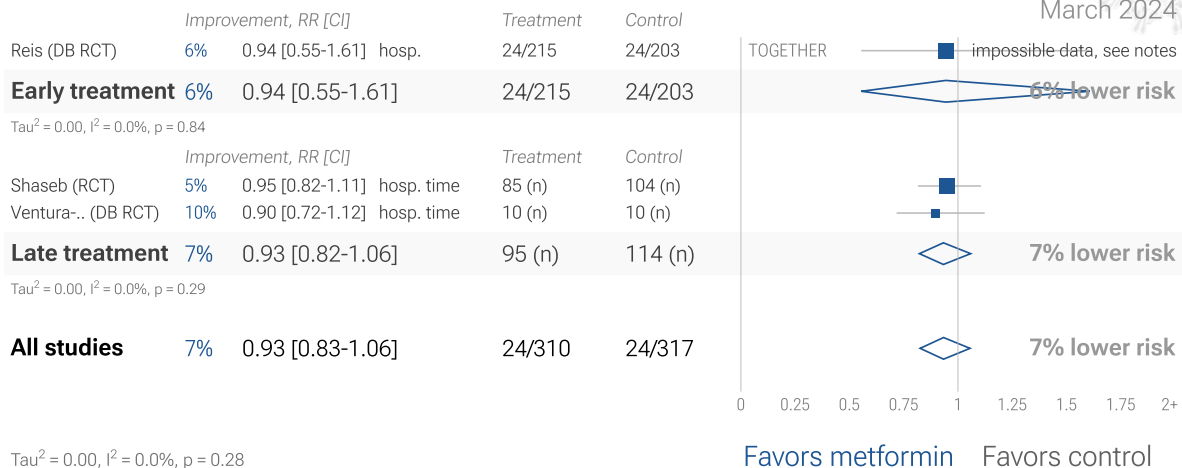 March 2024
Improvement, RR [CI] Treatment Control
Reis (DB RCT) 6% 0.94 [0.55-1.61] hosp. 24/215 24/203 TOGETHER impossible data, see notes
Early treatment 6% 0.94 [0.55-1.61] 24/215 24/203 6% lower risk
Tau² = 0.00, I² = 0.0%, p = 0.84
Improvement, RR [CI] Treatment Control
Shaseb (RCT) 5% 0.95 [0.82-1.11] hosp. time 85 (n) 104 (n)
Ventura-.. (DB RCT) 10% 0.90 [0.72-1.12] hosp. time 10 (n) 10 (n)
Late treatment 7% 0.93 [0.82-1.06] 95 (n) 114 (n) 7% lower risk
Tau² = 0.00, I² = 0.0%, p = 0.29
All studies 7% 0.93 [0.83-1.06] 24/310 24/317 7% lower risk
0 0.25 0.5 0.75 1 1.25 1.5 1.75 2+
Tau² = 0.00, I² = 0.0%, p = 0.28 Favors metformin Favors control